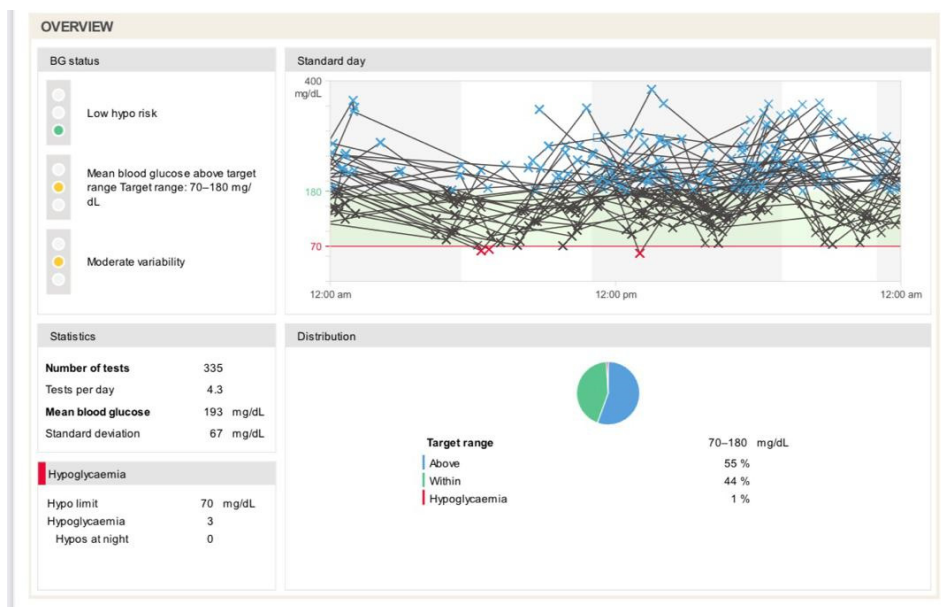 OVERVIEW
BG status
Low hypo risk
Mean blood glucose above target
range Target range: 70–180 mg/
dL
Moderate variability
Standard day
400
mg/dL
180
70
12:00 am
12:00 pm
12:00 am
Statistics
Number of tests 335
Tests per day 4.3
Mean blood glucose 193 mg/dL
Standard deviation 67 mg/dL
Hypoglycaemia
Hypo limit 70 mg/dL
Hypoglycaemia 3
Hypos at night 0
Distribution
Target range 70–180 mg/dL
Above 55 %
Within 44 %
Hypoglycaemia 1 %